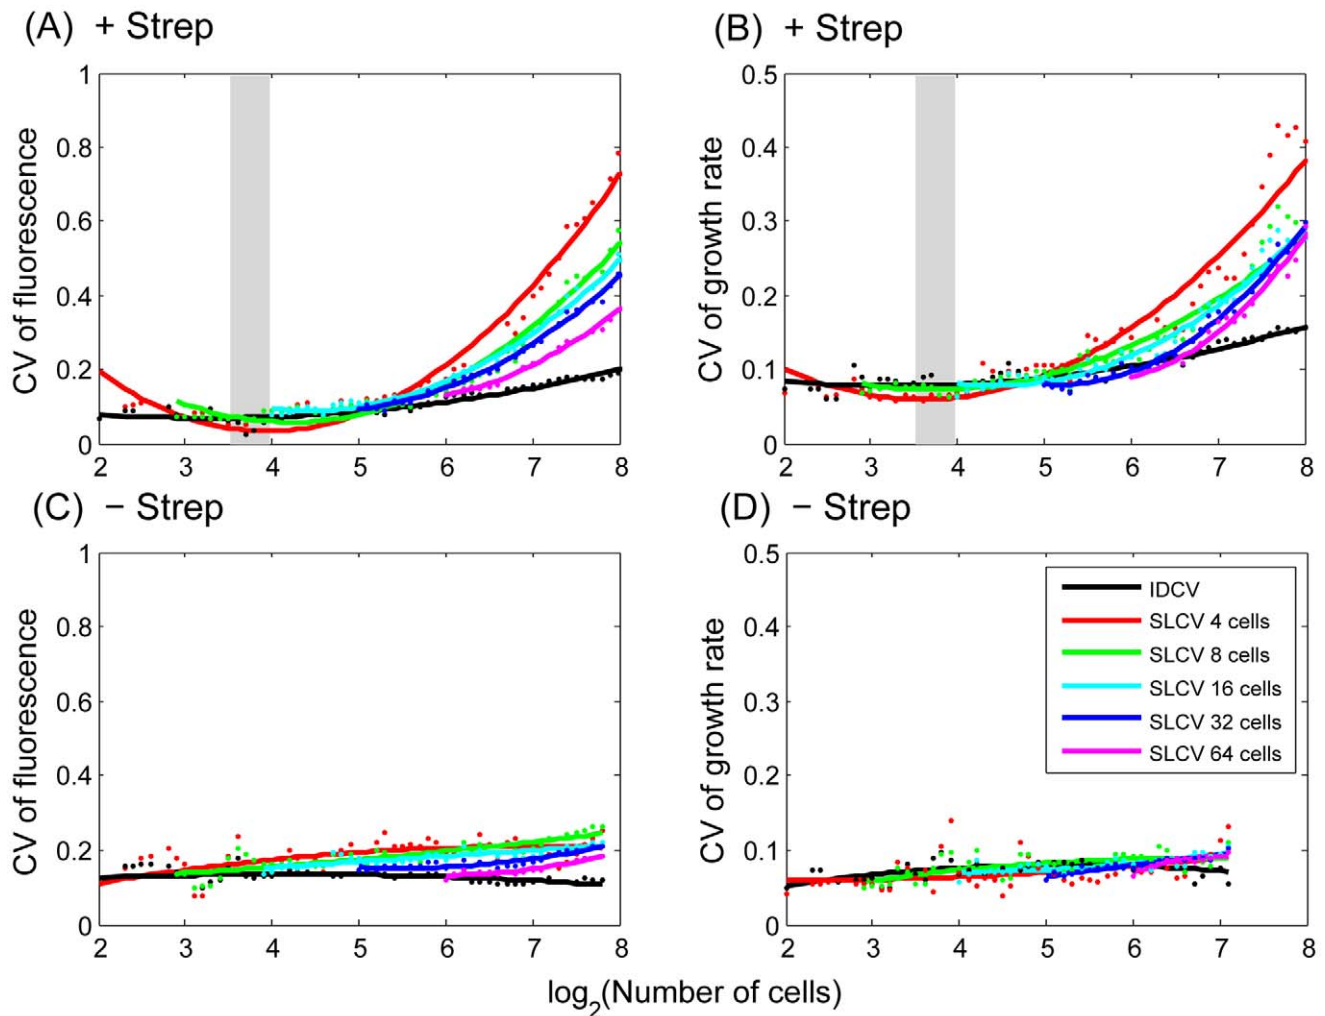 (A) + Strep
(B) + Strep
CV of fluorescence
1
0.8
0.6
0.4
0.2
0
2 3 4 5 6 7 8
CV of growth rate
0.5
0.4
0.3
0.2
0.1
0
2 3 4 5 6 7 8
(C) − Strep
(D) − Strep
CV of fluorescence
1
0.8
0.6
0.4
0.2
0
2 3 4 5 6 7 8
CV of growth rate
0.5
0.4
0.3
0.2
0.1
0
2 3 4 5 6 7 8
IDCV
SLCV 4 cells
SLCV 8 cells
SLCV 16 cells
SLCV 32 cells
SLCV 64 cells
log2(Number of cells)